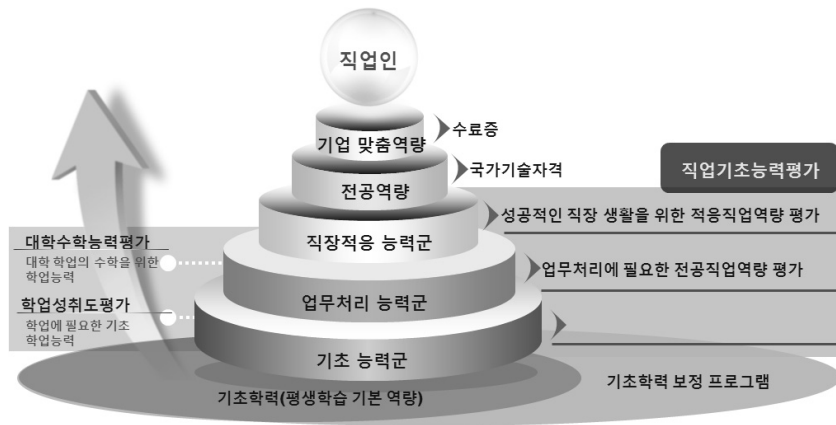 직업인
기업 맞춤역량
수료증
전공역량
국가기술자격
직업기초능력평가
직장적응 능력군
성공적인 직장 생활을 위한 적응직업역량 평가
대학수학능력평가
대학 학업의 수학을 위한
학업능력
업무처리 능력군
업무처리에 필요한 전공직업역량 평가
학업성취도평가
학업에 필요한 기초
학업능력
기초 능력군
기초학력(평생학습 기본 역량)
기초학력 보정 프로그램